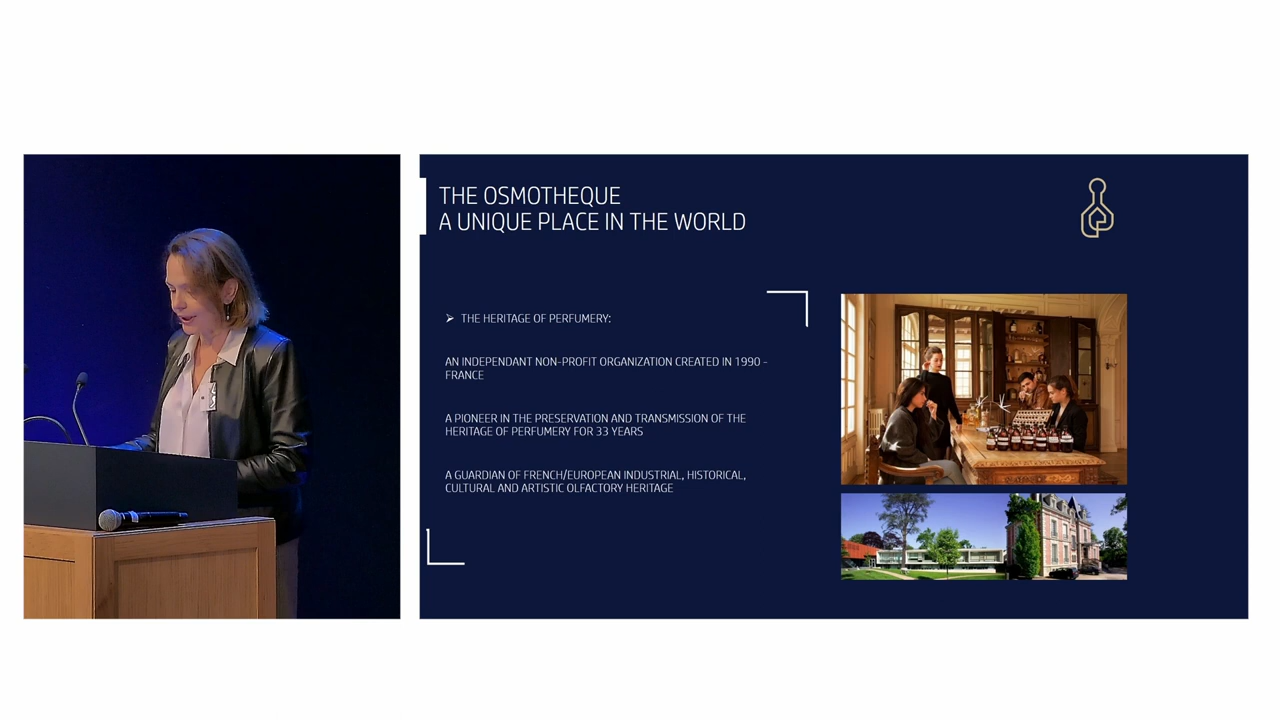 THE OSMOTHEQUE
A UNIQUE PLACE IN THE WORLD
➢ THE HERITAGE OF PERFUMERY:
AN INDEPENDANT NON-PROFIT ORGANIZATION CREATED IN 1990 -
FRANCE
A PIONEER IN THE PRESERVATION AND TRANSMISSION OF THE
HERITAGE OF PERFUMERY FOR 33 YEARS
A GUARDIAN OF FRENCH/EUROPEAN INDUSTRIAL, HISTORICAL,
CULTURAL AND ARTISTIC OLFACTORY HERITAGE